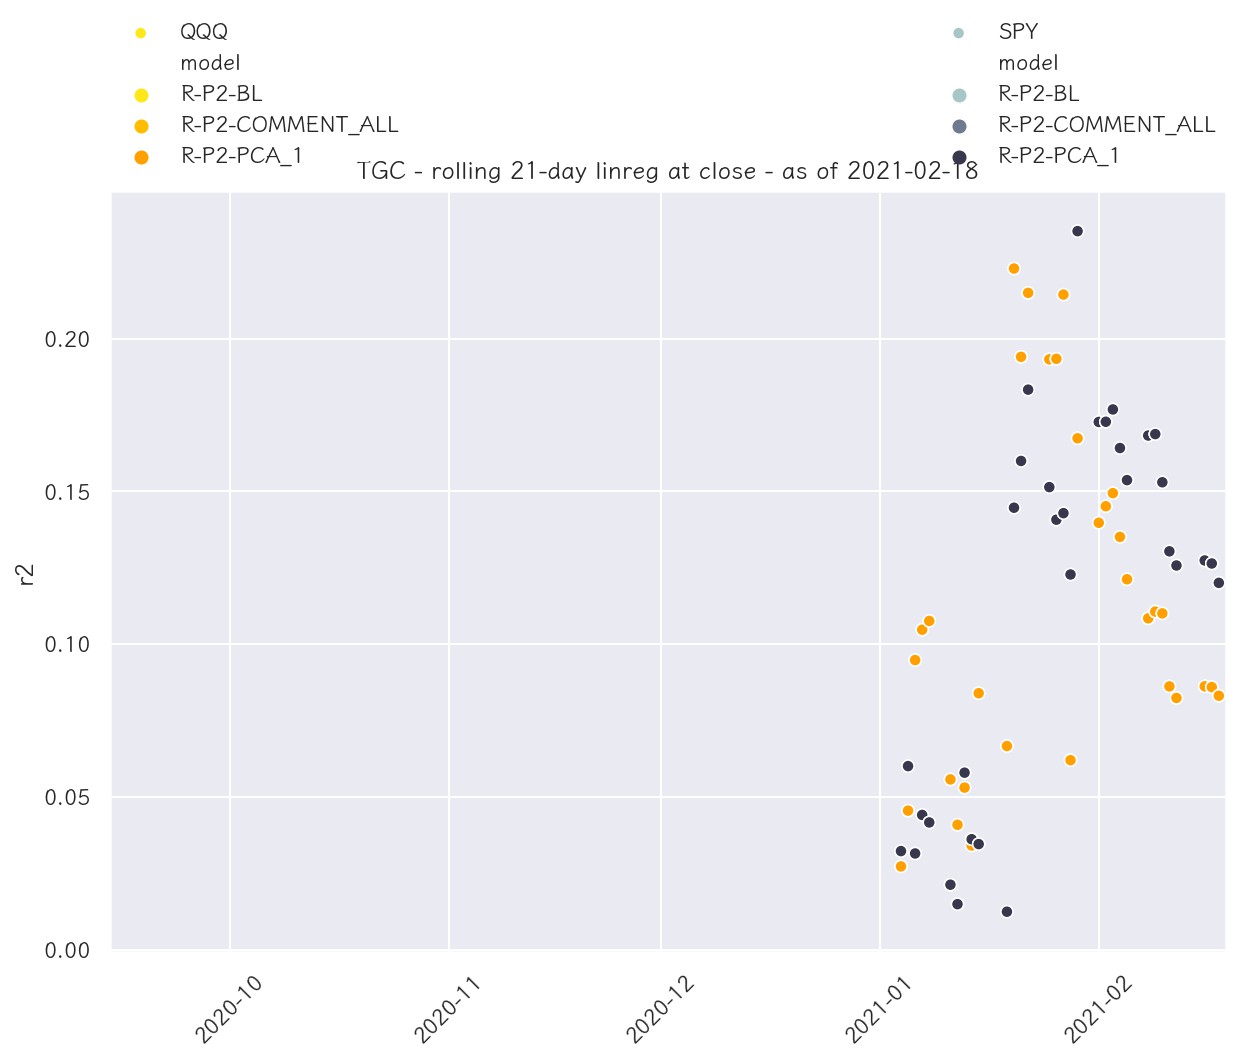 QQQ
model
R-P2-BL
R-P2-COMMENT_ALL
R-P2-PCA_1
SPY
model
R-P2-BL
R-P2-COMMENT_ALL
R-P2-PCA_1
TGC - rolling 21-day linreg at close - as of 2021-02-18
r2
0.20
0.15
0.10
0.05
0.00
2020-10
2020-11
2020-12
2021-01
2021-02